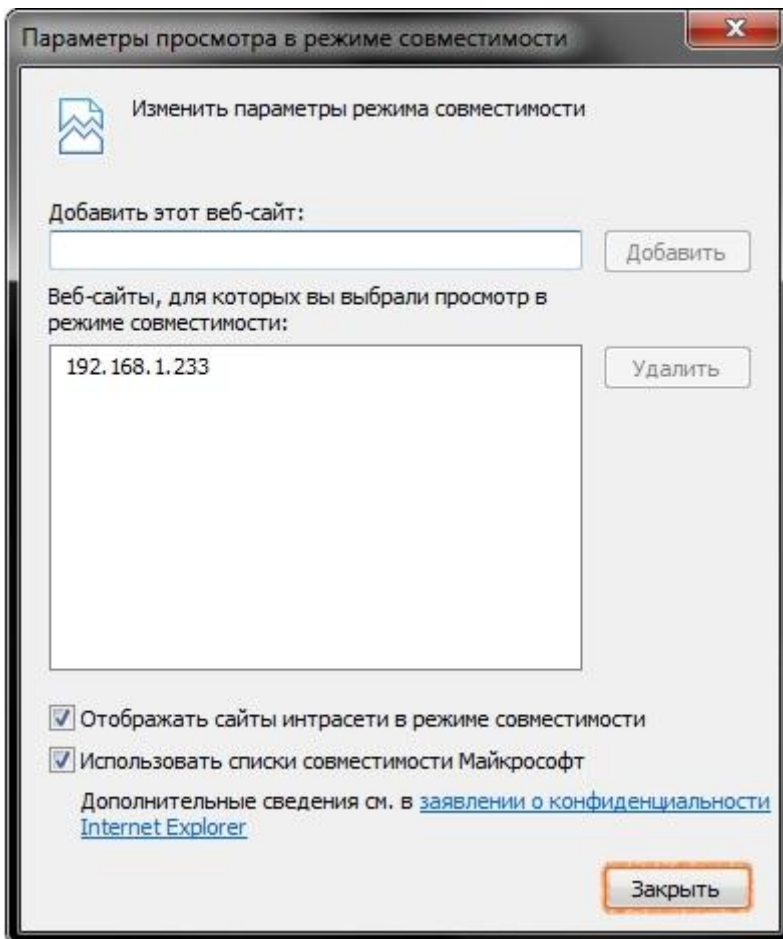 Параметры просмотра в режиме совместимости
Изменить параметры режима совместимости
Добавить этот веб-сайт:
Добавить
Веб-сайты, для которых вы выбрали просмотр в
режиме совместимости:
192.168.1.233
Удалить
Отображать сайты интрасети в режиме совместимости
Использовать списки совместимости Майкрософт
Дополнительные сведения см. в заявлении о конфиденциальности
Internet Explorer
Закрыть